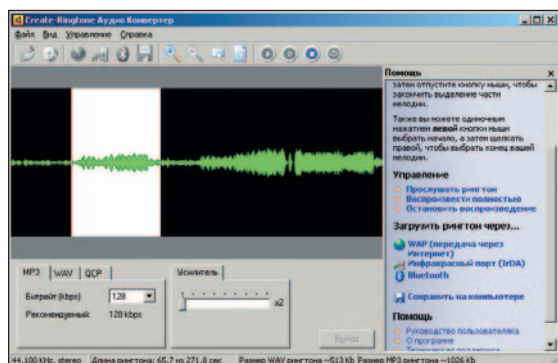 Create-Ringtone Аудио Конвертер
Файл Вид Управление Справка
Помощь
затем отпустите кнопку мыши, чтобы
закончить выделение части
мелодии.
Также вы можете одиночным
нажатием левой кнопки мыши
выбрать начало, а затем щелкать
правой, чтобы выбрать конец вашей
мелодии.
Управление
Прослушать рингтон
Воспроизвести полностью
Остановить воспроизведение
Загрузить рингтон через...
WAP (передача через
Интернет)
Инфракрасный порт (IrDA)
Bluetooth
Сохранить на компьютере
Помощь
Руководство пользователя
О программе
Техническая поддержка
MP3 WAV QCP
Битрейт (kbps) 128
Рекомендуемый: 128 kbps
Усилитель
x2
44,100 KHz, stereo Длина рингтона: 65.7 из 271.8 сек. Размер WAV рингтона ~513 Kb Размер MP3 рингтона ~1026 Kb